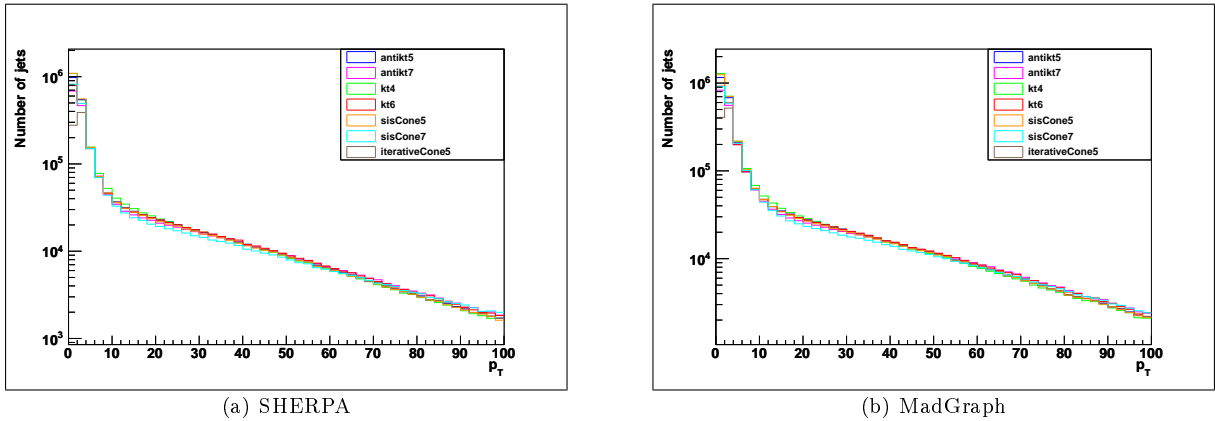 Number of jets
10^6
10^5
10^4
10^3
antikt5
antikt7
kt4
kt6
sisCone5
sisCone7
iterativeCone5
0 10 20 30 40 50 60 70 80 90 100
p_T
(a) SHERPA
Number of jets
10^6
10^5
10^4
antikt5
antikt7
kt4
kt6
sisCone5
sisCone7
iterativeCone5
0 10 20 30 40 50 60 70 80 90 100
p_T
(b) MadGraph